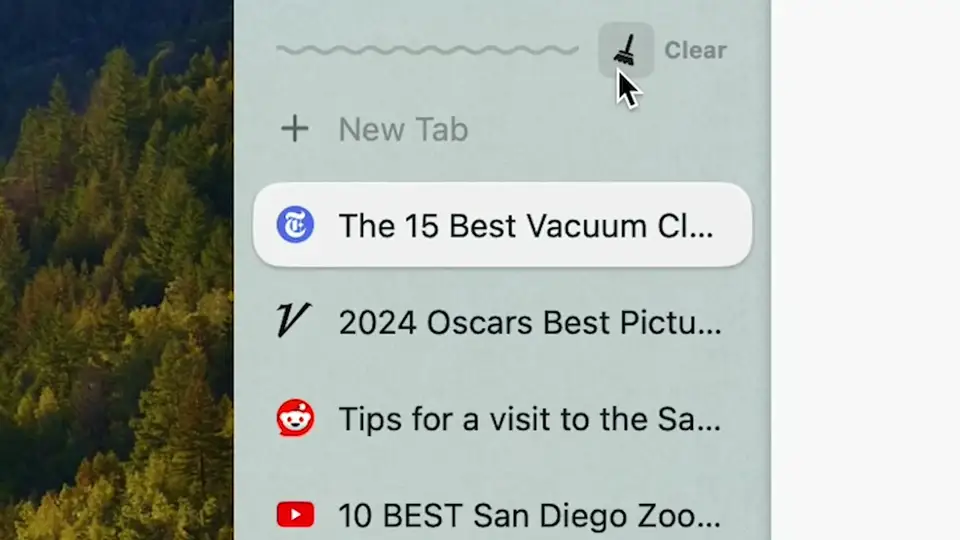 Clear
New Tab
The 15 Best Vacuum Cl...
2024 Oscars Best Pictu...
Tips for a visit to the Sa...
10 BEST San Diego Zoo...